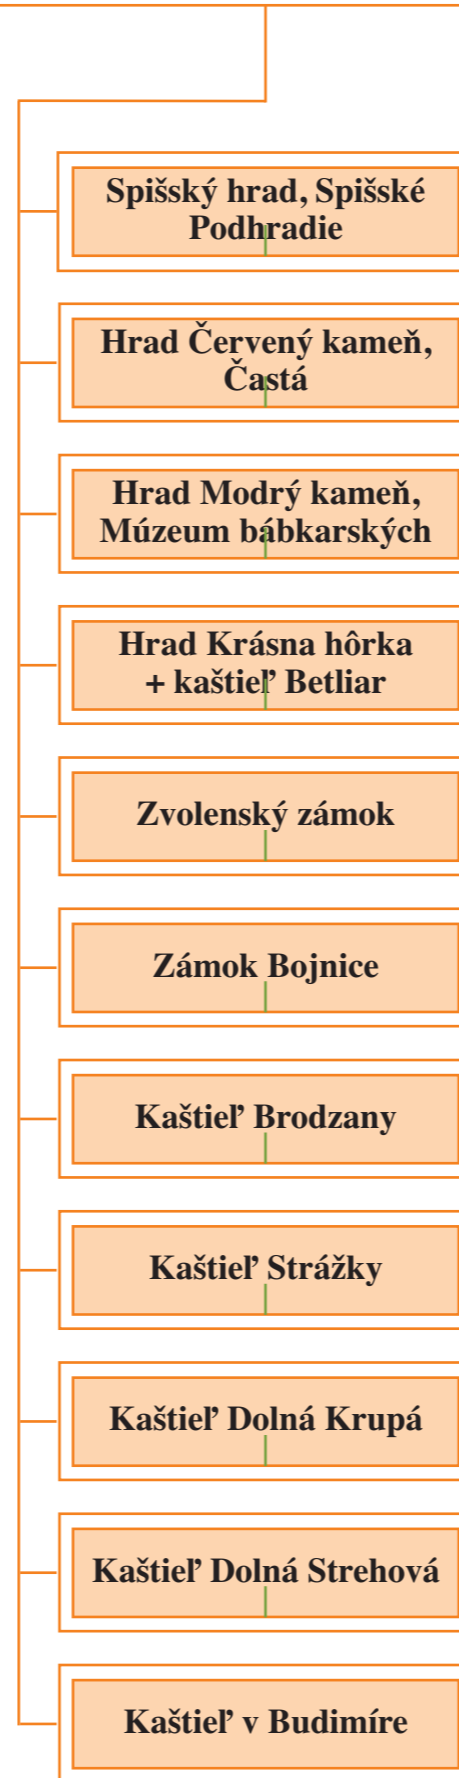 Spišský hrad, Spišské
Podhradie
Hrad Červený kameň,
Častá
Hrad Modrý kameň,
Múzeum bábkarských
Hrad Krásna hôrka
+ kaštieľ Betliar
Zvolenský zámok
Zámok Bojnice
Kaštieľ Brodzany
Kaštieľ Strážky
Kaštieľ Dolná Krupá
Kaštieľ Dolná Strehová
Kaštieľ v Budimíre